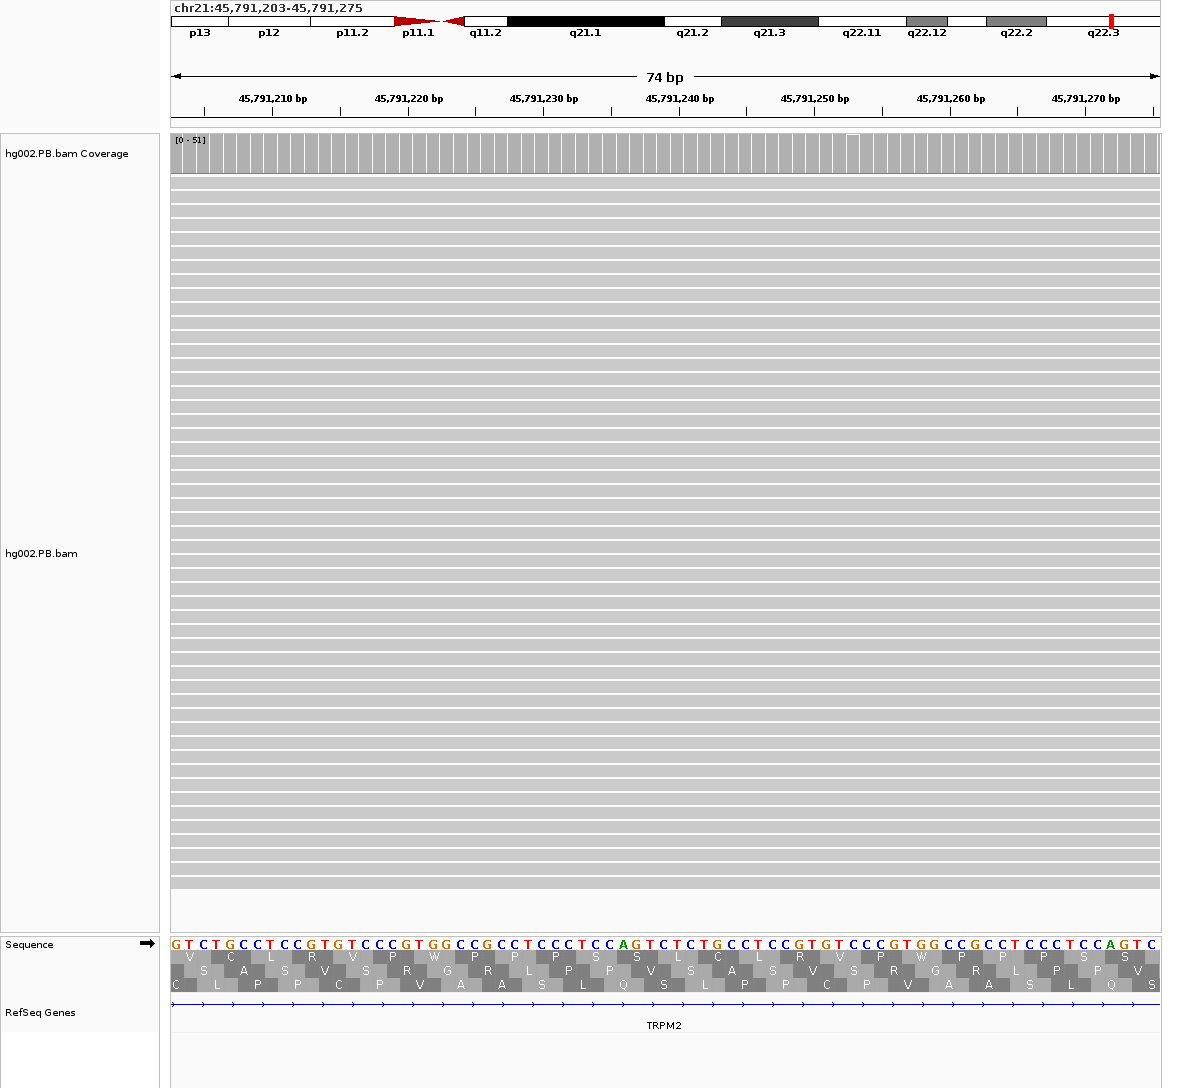 chr21:45,791,203-45,791,275
p13 p12 p11.2 p11.1 q11.2 q21.1 q21.2 q21.3 q22.11 q22.12 q22.2 q22.3
74 bp
45,791,210 bp 45,791,220 bp 45,791,230 bp 45,791,240 bp 45,791,250 bp 45,791,260 bp 45,791,270 bp
[0 - 51]
hg002.PB.bam Coverage
hg002.PB.bam
Sequence G T C T G C C T C C G T G T C C C G T G G C C G C C T C C C T C C A G T C T C T G C C T C C G T G T C C C G T G G C C G C C T C C C T C C A G T C
V C L R V P W P P P S S L C L R V P W P P P S S
S A S V S R G R L P P V S A S V S R G R L P P V
C L P P C P V A A S L Q S L P P C P V A A S L Q S
RefSeq Genes
TRPM2